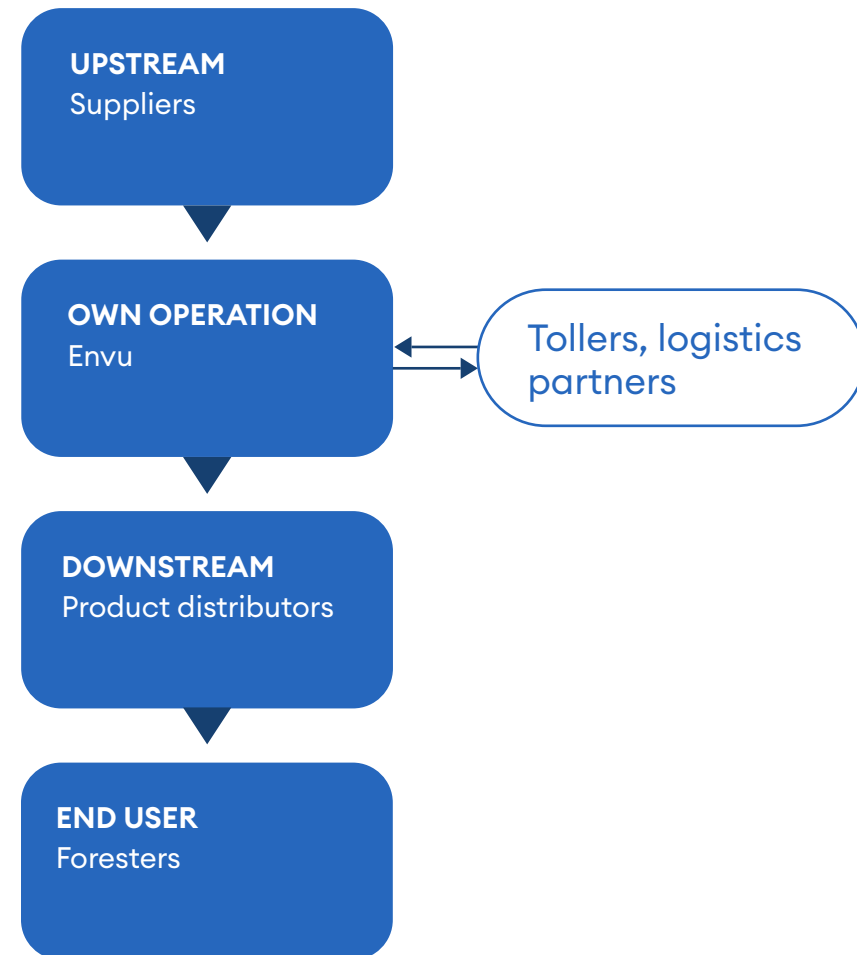 UPSTREAM
Suppliers
OWN OPERATION
Envu
Tollers, logistics
partners
DOWNSTREAM
Product distributors
END USER
Foresters